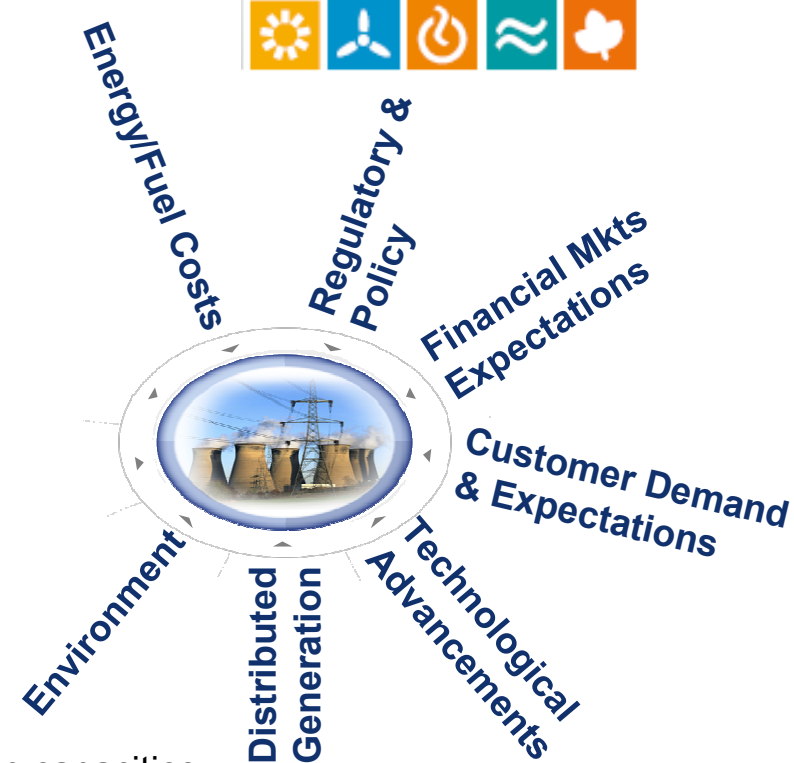 Energy/Fuel Costs
Regulatory &
Policy
Financial Mkts
Expectations
Customer Demand
& Expectations
Technological
Advancements
Distributed
Generation
Environment